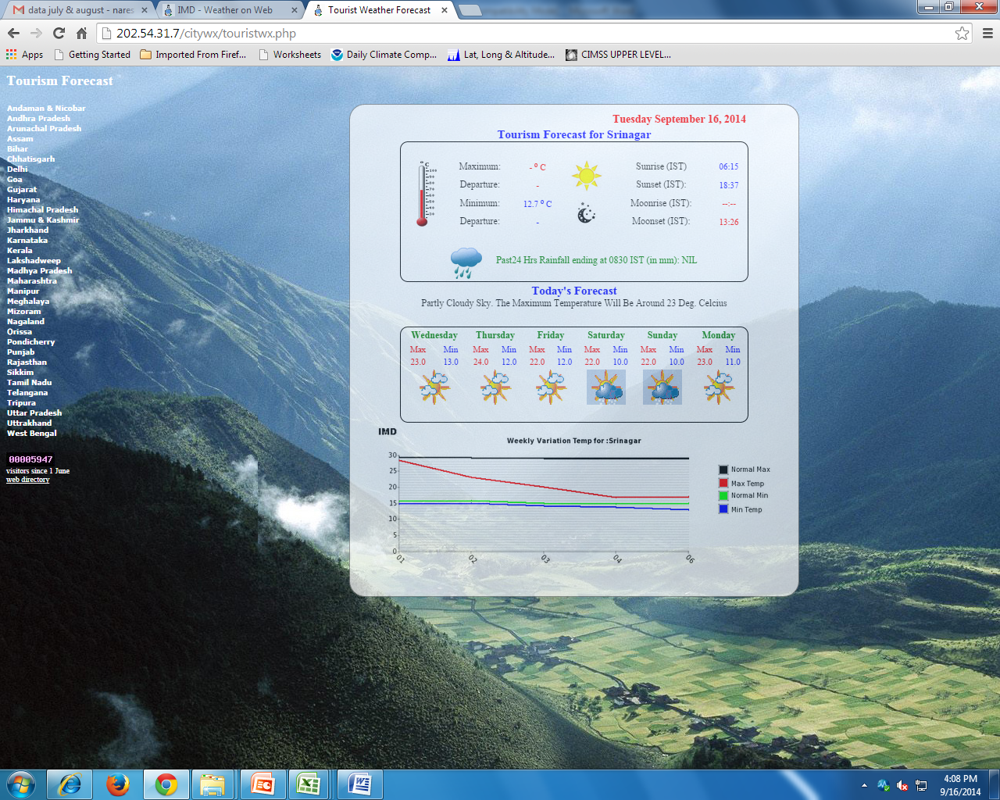 data july & august - nares
IMD - Weather on Web
Tourist Weather Forecast
202.54.31.7/citywx/touristwx.php
Apps
Getting Started
Imported From Firef...
Worksheets
Daily Climate Comp...
Lat, Long & Altitude...
CIMSS UPPER LEVEL...
Tourism Forecast
Andaman & Nicobar
Andhra Pradesh
Arunachal Pradesh
Assam
Bihar
Chhatisgarh
Delhi
Goa
Gujarat
Haryana
Himachal Pradesh
Jammu & Kashmir
Jharkhand
Karnataka
Kerala
Lakshadweep
Madhya Pradesh
Maharashtra
Manipur
Meghalaya
Mizoram
Nagaland
Orissa
Pondicherry
Punjab
Rajasthan
Sikkim
Tamil Nadu
Telangana
Tripura
Uttar Pradesh
Uttrakhand
West Bengal
00005947
visitors since 1 June
web directory
Tuesday September 16, 2014
Tourism Forecast for Srinagar
Maximum: - ° C Sunrise (IST) 06:15
Departure: - Sunset (IST): 18:37
Minimum: 12.7 ° C Moonrise (IST): --:--
Departure: - Moonset (IST): 13:26
Past24 Hrs Rainfall ending at 0830 IST (in mm): NIL
Today's Forecast
Partly Cloudy Sky. The Maximum Temperature Will Be Around 23 Deg. Celcius
Wednesday Thursday Friday Saturday Sunday Monday
Max Min Max Min Max Min Max Min Max Min Max Min
23.0 13.0 24.0 12.0 22.0 12.0 22.0 10.0 22.0 10.0 23.0 11.0
IMD
Weekly Variation Temp for :Srinagar
30
25
20
15
10
5
0
01 02 03 04 06
Normal Max
Max Temp
Normal Min
Min Temp
4:08 PM
9/16/2014